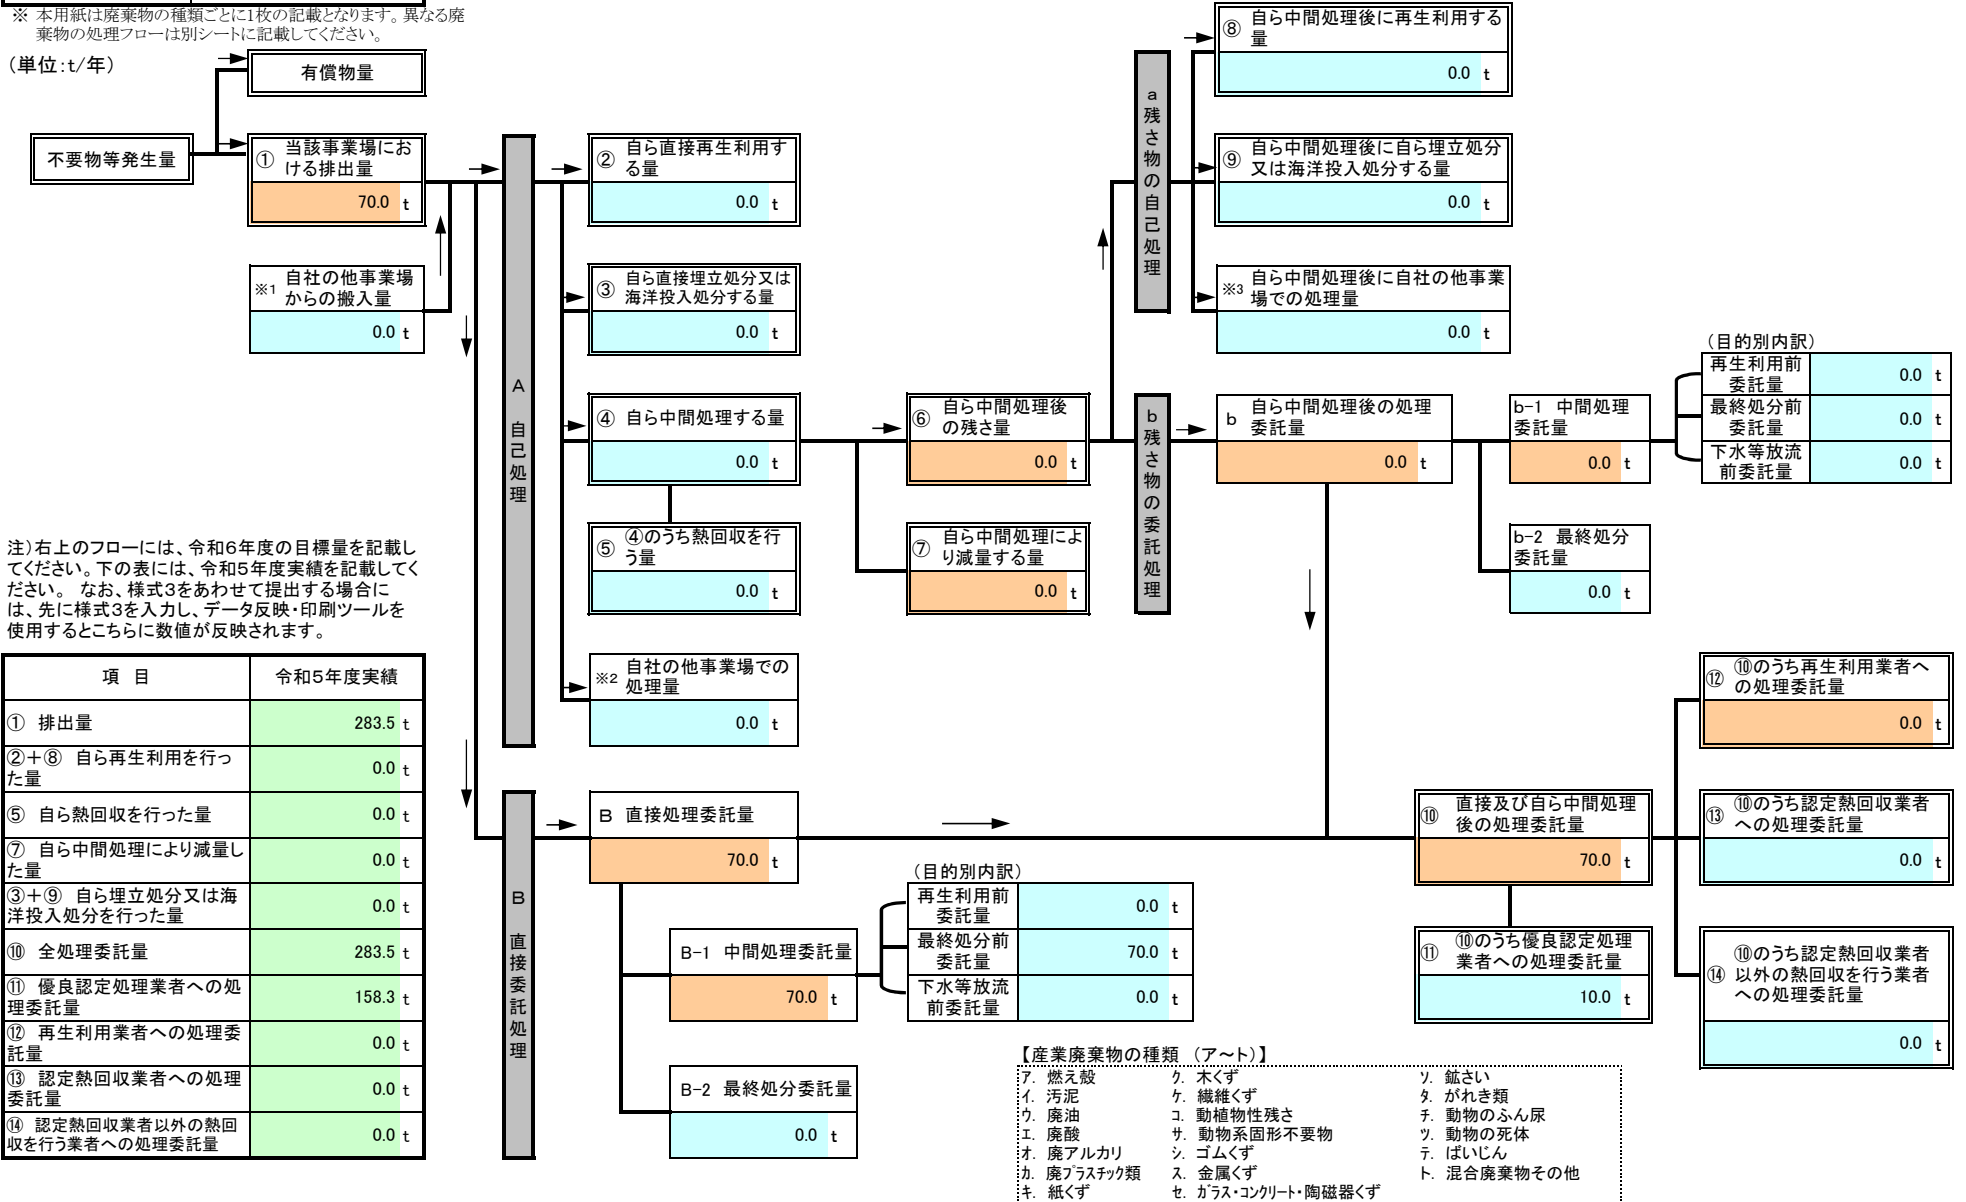 ※ 本用紙は廃棄物の種類ごとに1枚の記載となります。異なる廃
棄物の処理フローは別シートに記載してください。
（単位:t/年）
有償物量
不要物等発生量
① 当該事業場にお
ける排出量
70.0 t
※1 自社の他事業場
からの搬入量
0.0 t
A 自己処理
② 自ら直接再生利用す
る量
0.0 t
③ 自ら直接埋立処分又は
海洋投入処分する量
0.0 t
④ 自ら中間処理する量
0.0 t
⑤ ④のうち熱回収を行
う量
0.0 t
※2 自社の他事業場での
処理量
0.0 t
⑥ 自ら中間処理後
の残さ量
0.0 t
⑦ 自ら中間処理によ
り減量する量
0.0 t
a 残さ物の自己処理
⑧ 自ら中間処理後に再生利用する
量
0.0 t
⑨ 自ら中間処理後に自ら埋立処分
又は海洋投入処分する量
0.0 t
※3 自ら中間処理後に自社の他事業
場での処理量
0.0 t
b 残さ物の委託処理
b 自ら中間処理後の処理
委託量
0.0 t
b-1 中間処理
委託量
0.0 t
（目的別内訳）
再生利用前
委託量
0.0 t
最終処分前
委託量
0.0 t
下水等放流
前委託量
0.0 t
b-2 最終処分
委託量
0.0 t
注）右上のフローには、令和6年度の目標量を記載し
てください。下の表には、令和5年度実績を記載してく
ださい。 なお、様式3をあわせて提出する場合に
は、先に様式3を入力し、データ反映・印刷ツールを
使用するとこちらに数値が反映されます。
項 目 令和5年度実績
① 排出量 283.5 t
②＋⑧ 自ら再生利用を行っ
た量 0.0 t
⑤ 自ら熱回収を行った量 0.0 t
⑦ 自ら中間処理により減量し
た量 0.0 t
③＋⑨ 自ら埋立処分又は海
洋投入処分を行った量 0.0 t
⑩ 全処理委託量 283.5 t
⑪ 優良認定処理業者への処
理委託量 158.3 t
⑫ 再生利用業者への処理委
託量 0.0 t
⑬ 認定熱回収業者への処理
委託量 0.0 t
⑭ 認定熱回収業者以外の熱回
収を行う業者への処理委託量 0.0 t
B 直接委託処理
B 直接処理委託量
70.0 t
B-1 中間処理委託量
70.0 t
（目的別内訳）
再生利用前
委託量
0.0 t
最終処分前
委託量
70.0 t
下水等放流
前委託量
0.0 t
B-2 最終処分委託量
0.0 t
⑩ 直接及び自ら中間処理
後の処理委託量
70.0 t
⑪ ⑩のうち優良認定処理
業者への処理委託量
10.0 t
⑫ ⑩のうち再生利用業者へ
の処理委託量
0.0 t
⑬ ⑩のうち認定熱回収業者
への処理委託量
0.0 t
⑭ ⑩のうち認定熱回収業者
以外の熱回収を行う業者
への処理委託量
0.0 t
【産業廃棄物の種類 （ア～ト）】
ア. 燃え殻 ク. 木くず ソ. 鉱さい
イ. 汚泥 ケ. 繊維くず タ. がれき類
ウ. 廃油 コ. 動植物性残さ チ. 動物のふん尿
エ. 廃酸 サ. 動物系固形不要物 ツ. 動物の死体
オ. 廃アルカリ シ. ゴムくず テ. ばいじん
カ. 廃プラスチック類 ス. 金属くず ト. 混合廃棄物その他
キ. 紙くず セ. ガラス・コンクリート・陶磁器くず